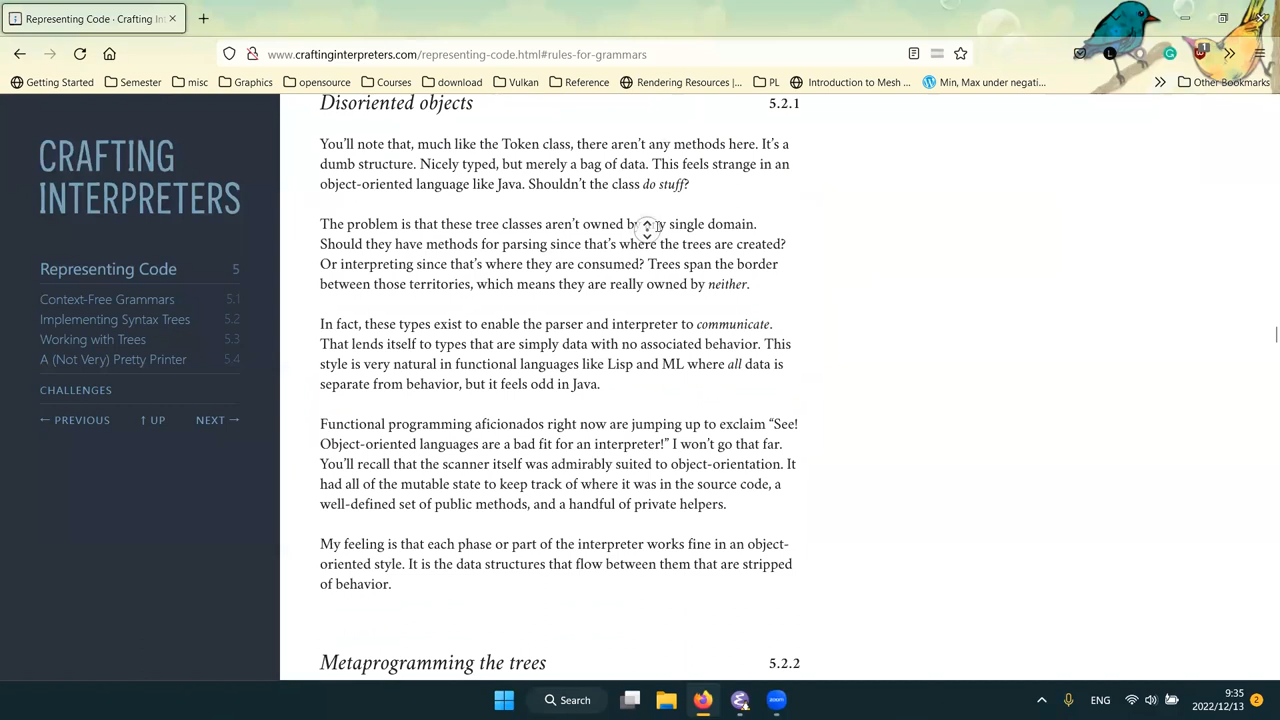 Representing Code · Crafting In
www.craftinginterpreters.com/representing-code.html#rules-for-grammars
Getting Started Semester misc Graphics opensource Courses download Vulkan Reference Rendering Resources |... PL Introduction to Mesh ... Min, Max under negati... Other Bookmarks
CRAFTING
INTERPRETERS
Representing Code 5
Context-Free Grammars 5.1
Implementing Syntax Trees 5.2
Working with Trees 5.3
A (Not Very) Pretty Printer 5.4
CHALLENGES
← PREVIOUS ↑ UP NEXT →
Disoriented objects 5.2.1
You'll note that, much like the Token class, there aren't any methods here. It's a
dumb structure. Nicely typed, but merely a bag of data. This feels strange in an
object-oriented language like Java. Shouldn't the class do stuff?
The problem is that these tree classes aren't owned single domain.
Should they have methods for parsing since that's where the trees are created?
Or interpreting since that's where they are consumed? Trees span the border
between those territories, which means they are really owned by neither.
In fact, these types exist to enable the parser and interpreter to communicate.
That lends itself to types that are simply data with no associated behavior. This
style is very natural in functional languages like Lisp and ML where all data is
separate from behavior, but it feels odd in Java.
Functional programming aficionados right now are jumping up to exclaim “See!
Object-oriented languages are a bad fit for an interpreter!” I won't go that far.
You'll recall that the scanner itself was admirably suited to object-orientation. It
had all of the mutable state to keep track of where it was in the source code, a
well-defined set of public methods, and a handful of private helpers.
My feeling is that each phase or part of the interpreter works fine in an object-
oriented style. It is the data structures that flow between them that are stripped
of behavior.
Metaprogramming the trees 5.2.2
Search
ENG
9:35
2022/12/13
2